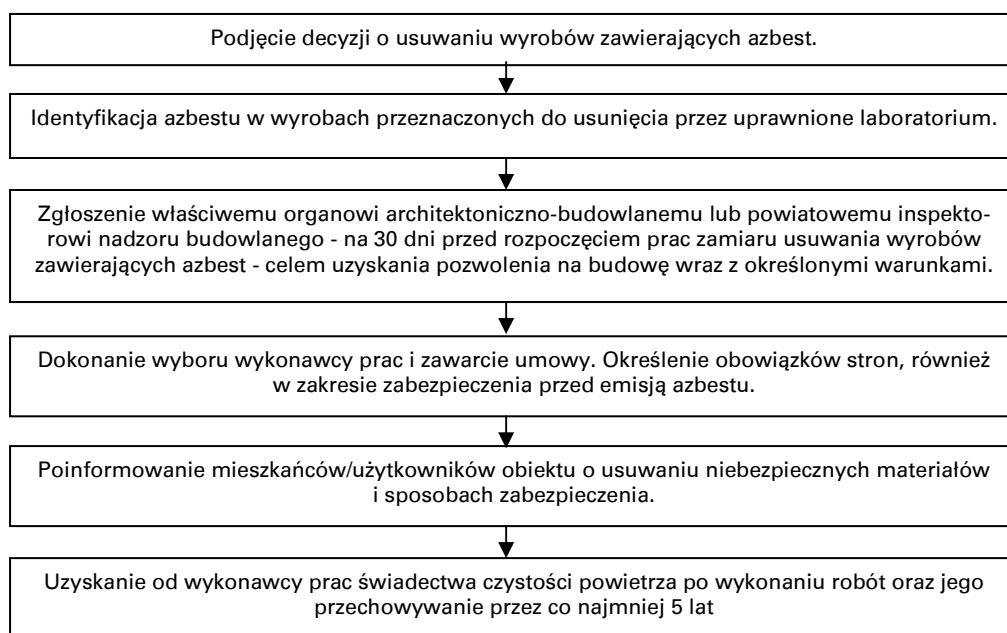 Podjęcie decyzji o usuwaniu wyrobów zawierających azbest.
Identyfikacja azbestu w wyrobach przeznaczonych do usunięcia przez uprawnione laboratorium.
Zgłoszenie właściwemu organowi architektoniczno-budowlanemu lub powiatowemu inspekto-
rowi nadzoru budowlanego - na 30 dni przed rozpoczęciem prac zamiaru usuwania wyrobów
zawierających azbest - celem uzyskania pozwolenia na budowę wraz z określonymi warunkami.
Dokonanie wyboru wykonawcy prac i zawarcie umowy. Określenie obowiązków stron, również
w zakresie zabezpieczenia przed emisją azbestu.
Poinformowanie mieszkańców/użytkowników obiektu o usuwaniu niebezpiecznych materiałów
i sposobach zabezpieczenia.
Uzyskanie od wykonawcy prac świadectwa czystości powietrza po wykonaniu robót oraz jego
przechowywanie przez co najmniej 5 lat